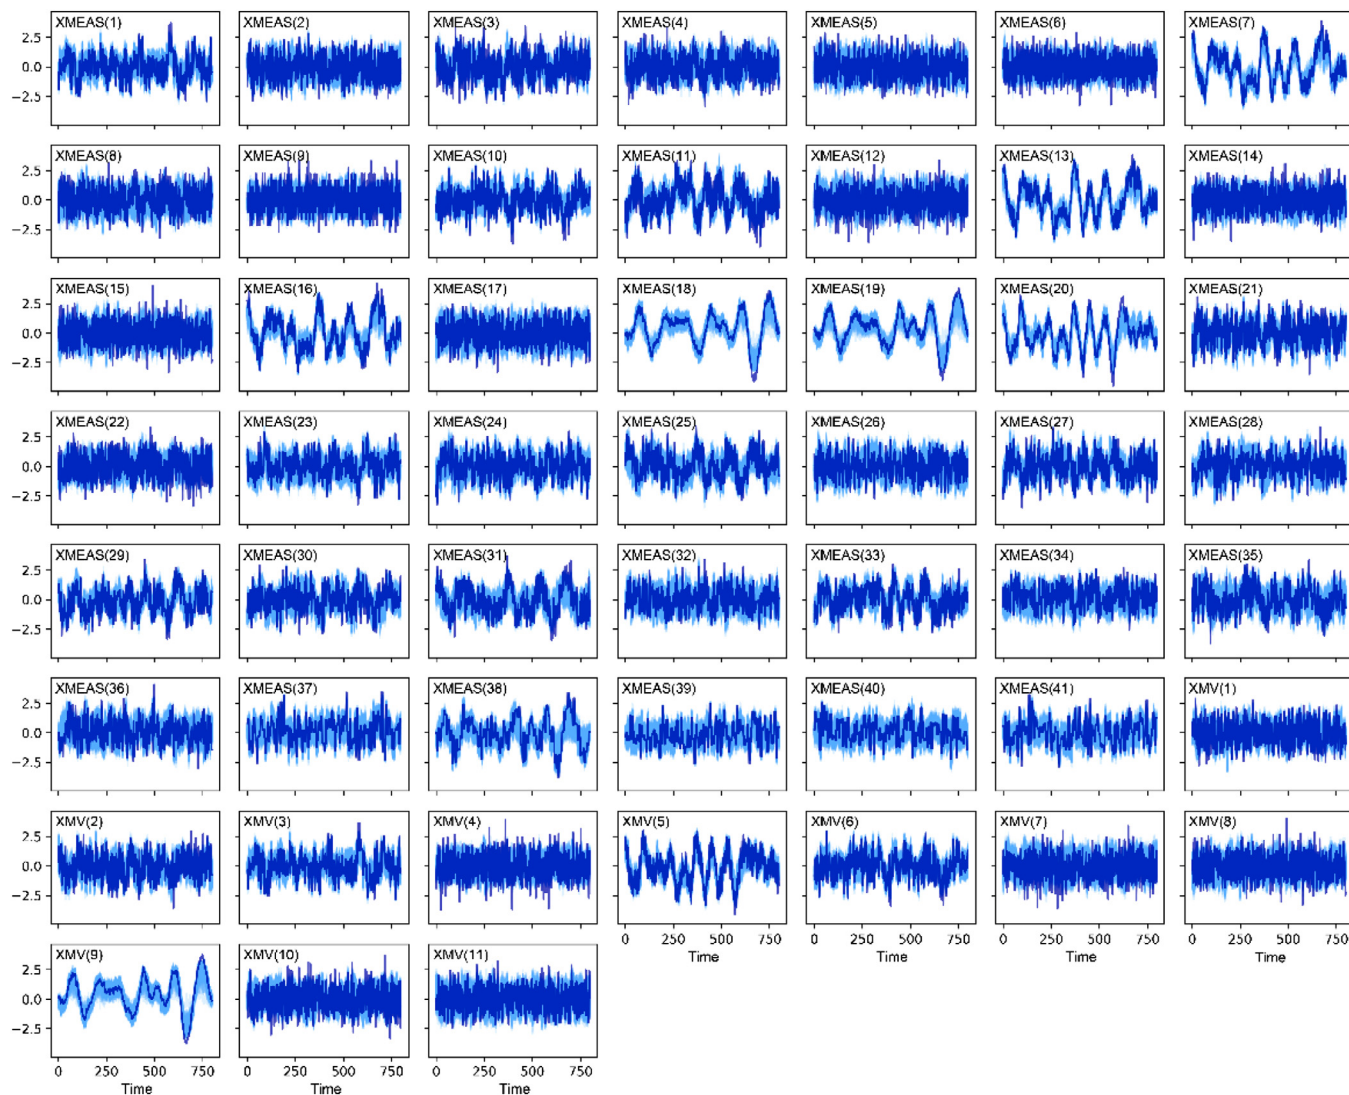 XMEAS(1) XMEAS(2) XMEAS(3) XMEAS(4) XMEAS(5) XMEAS(6) XMEAS(7)
2.5
0.0
−2.5
XMEAS(8) XMEAS(9) XMEAS(10) XMEAS(11) XMEAS(12) XMEAS(13) XMEAS(14)
2.5
0.0
−2.5
XMEAS(15) XMEAS(16) XMEAS(17) XMEAS(18) XMEAS(19) XMEAS(20) XMEAS(21)
2.5
0.0
−2.5
XMEAS(22) XMEAS(23) XMEAS(24) XMEAS(25) XMEAS(26) XMEAS(27) XMEAS(28)
2.5
0.0
−2.5
XMEAS(29) XMEAS(30) XMEAS(31) XMEAS(32) XMEAS(33) XMEAS(34) XMEAS(35)
2.5
0.0
−2.5
XMEAS(36) XMEAS(37) XMEAS(38) XMEAS(39) XMEAS(40) XMEAS(41) XMV(1)
2.5
0.0
−2.5
XMV(2) XMV(3) XMV(4) XMV(5) XMV(6) XMV(7) XMV(8)
2.5
0.0
−2.5
0 250 500 750 0 250 500 750 0 250 500 750 0 250 500 750
Time Time Time Time
XMV(9) XMV(10) XMV(11)
2.5
0.0
−2.5
0 250 500 750 0 250 500 750 0 250 500 750
Time Time Time